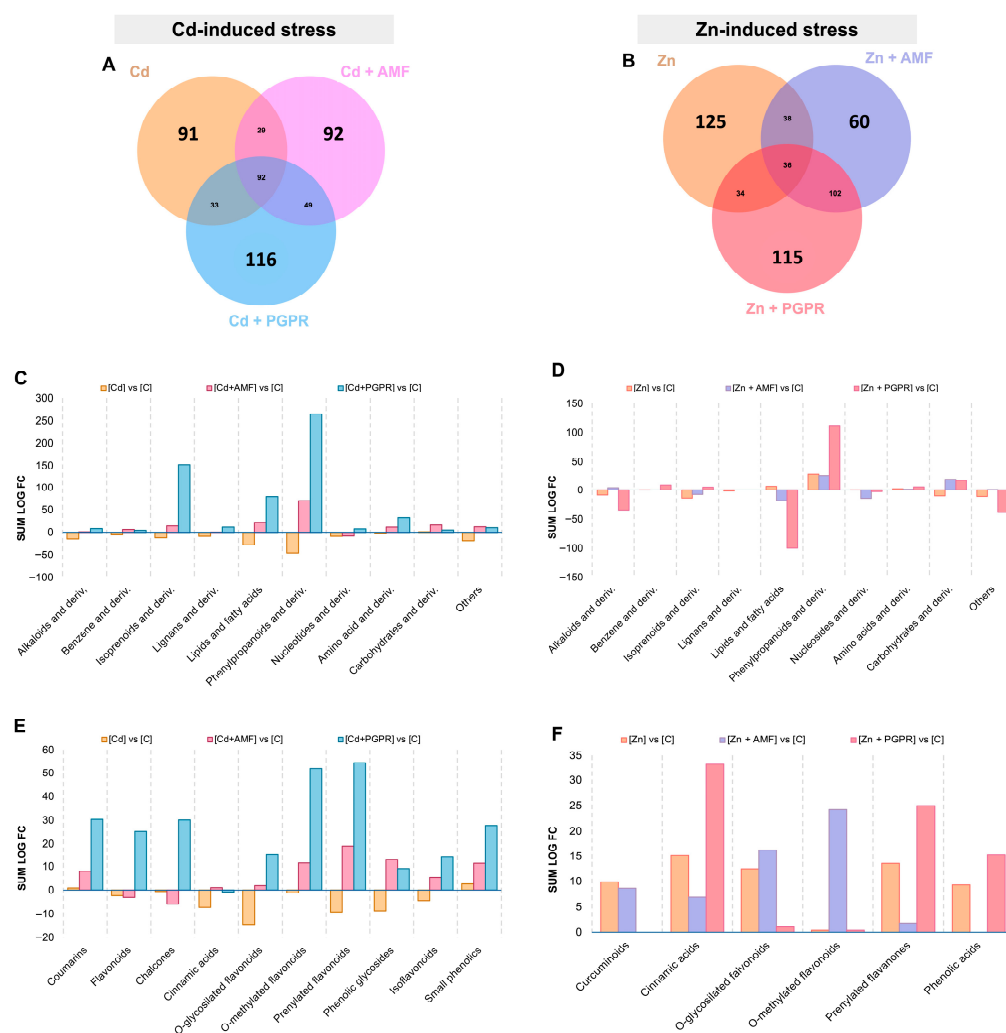 Cd-induced stress
Zn-induced stress
A
Cd
Cd + AMF
91
29
92
92
33
49
116
Cd + PGPR
B
Zn
Zn + AMF
125
38
60
36
34
102
115
Zn + PGPR
C
[Cd] vs [C]
[Cd+AMF] vs [C]
[Cd+PGPR] vs [C]
SUM LOG FC
300
250
200
150
100
50
0
−50
−100
Alkaloids and deriv,
Benzene and deriv.
Isoprenoids and deriv.
Lignans and deriv.
Lipids and fatty acids
Phenylpropanoids and deriv.
Nucleotides and deriv.
Amino acid and deriv.
Carbohydrates and deriv.
Others
D
[Zn] vs [C]
[Zn + AMF] vs [C]
[Zn + PGPR] vs [C]
SUM LOG FC
150
100
50
0
−50
−100
−150
Alkaloids and deriv.
Benzene and deriv.
Isoprenoids and deriv.
Lignans and deriv.
Lipids and fatty acids
Phenylpropanoids and deriv.
Nucleosides and deriv.
Amino acids and deriv.
Carbohydrates and deriv.
Others
E
[Cd] vs [C]
[Cd+AMF] vs [C]
[Cd+PGPR] vs [C]
SUM LOG FC
60
50
40
30
20
10
0
−10
−20
Coumarins
Flavonoids
Chalcones
Cinnamic acids
O-glycosilated flavonoids
O-methylated flavonoids
Prenylated flavonoids
Phenolic glycosides
Isoflavonoids
Small phenolics
F
[Zn] vs [C]
[Zn + AMF] vs [C]
[Zn + PGPR] vs [C]
SUM LOG FC
35
30
25
20
15
10
5
0
Curcuminoids
Cinnamic acids
O-glycosilated falvronoids
O-methylated flavronoids
Prenylated flavanones
Phenolic acids